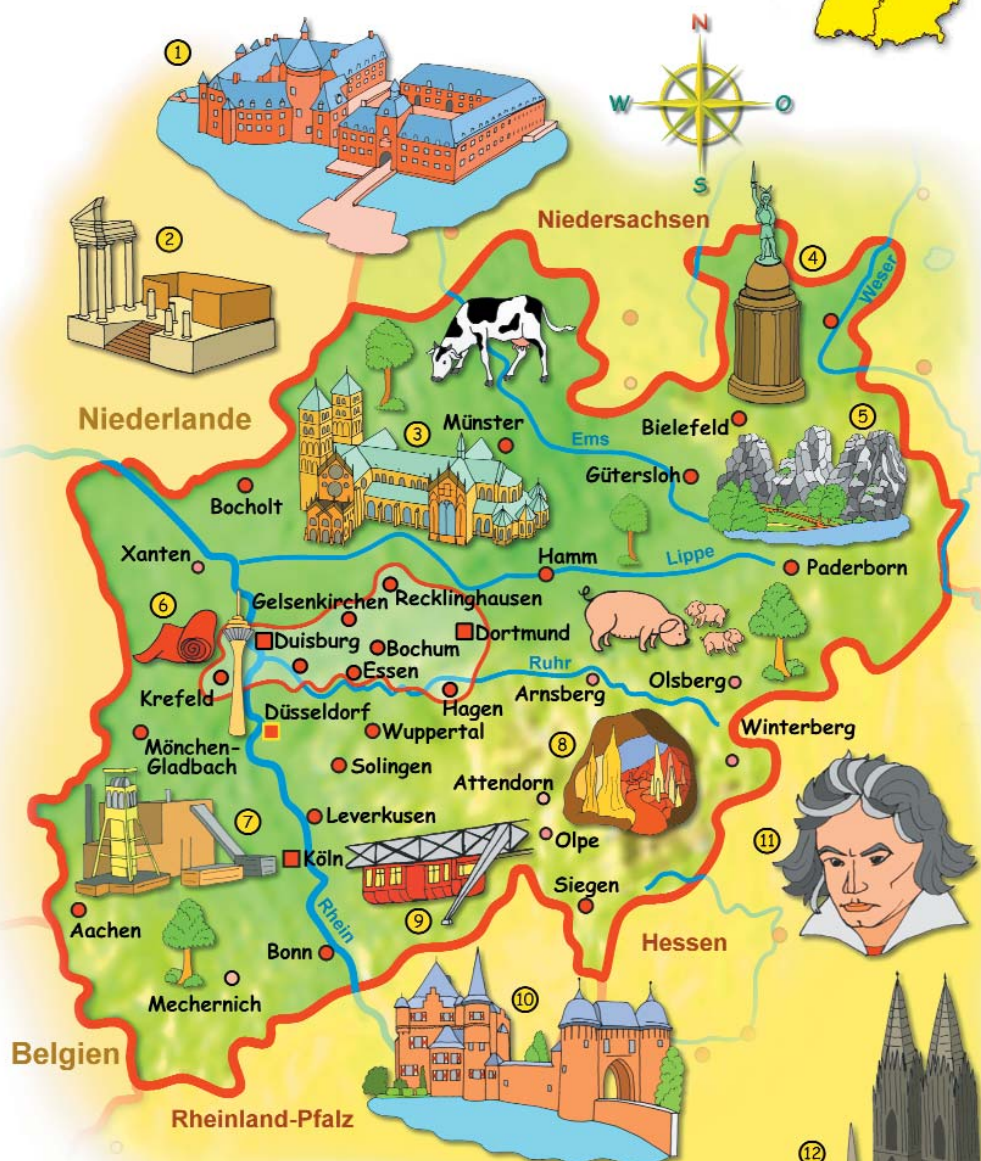 1
N
W
O
S
Niedersachsen
2
4
Weser
Niederlande
3
Münster
Ems
Bielefeld
5
Gütersloh
Bocholt
Xanten
Hamm
Lippe
Paderborn
6
Gelsenkirchen
Recklinghausen
Duisburg
Bochum
Dortmund
Essen
Ruhr
Krefeld
Hagen
Arnsberg
Olsberg
Düsseldorf
Wuppertal
Winterberg
Mönchen-
Gladbach
Solingen
8
Attendorn
7
Leverkusen
Olpe
11
Köln
Siegen
Aachen
Rhein
9
Hessen
Bonn
Mechernich
10
Belgien
Rheinland-Pfalz
12